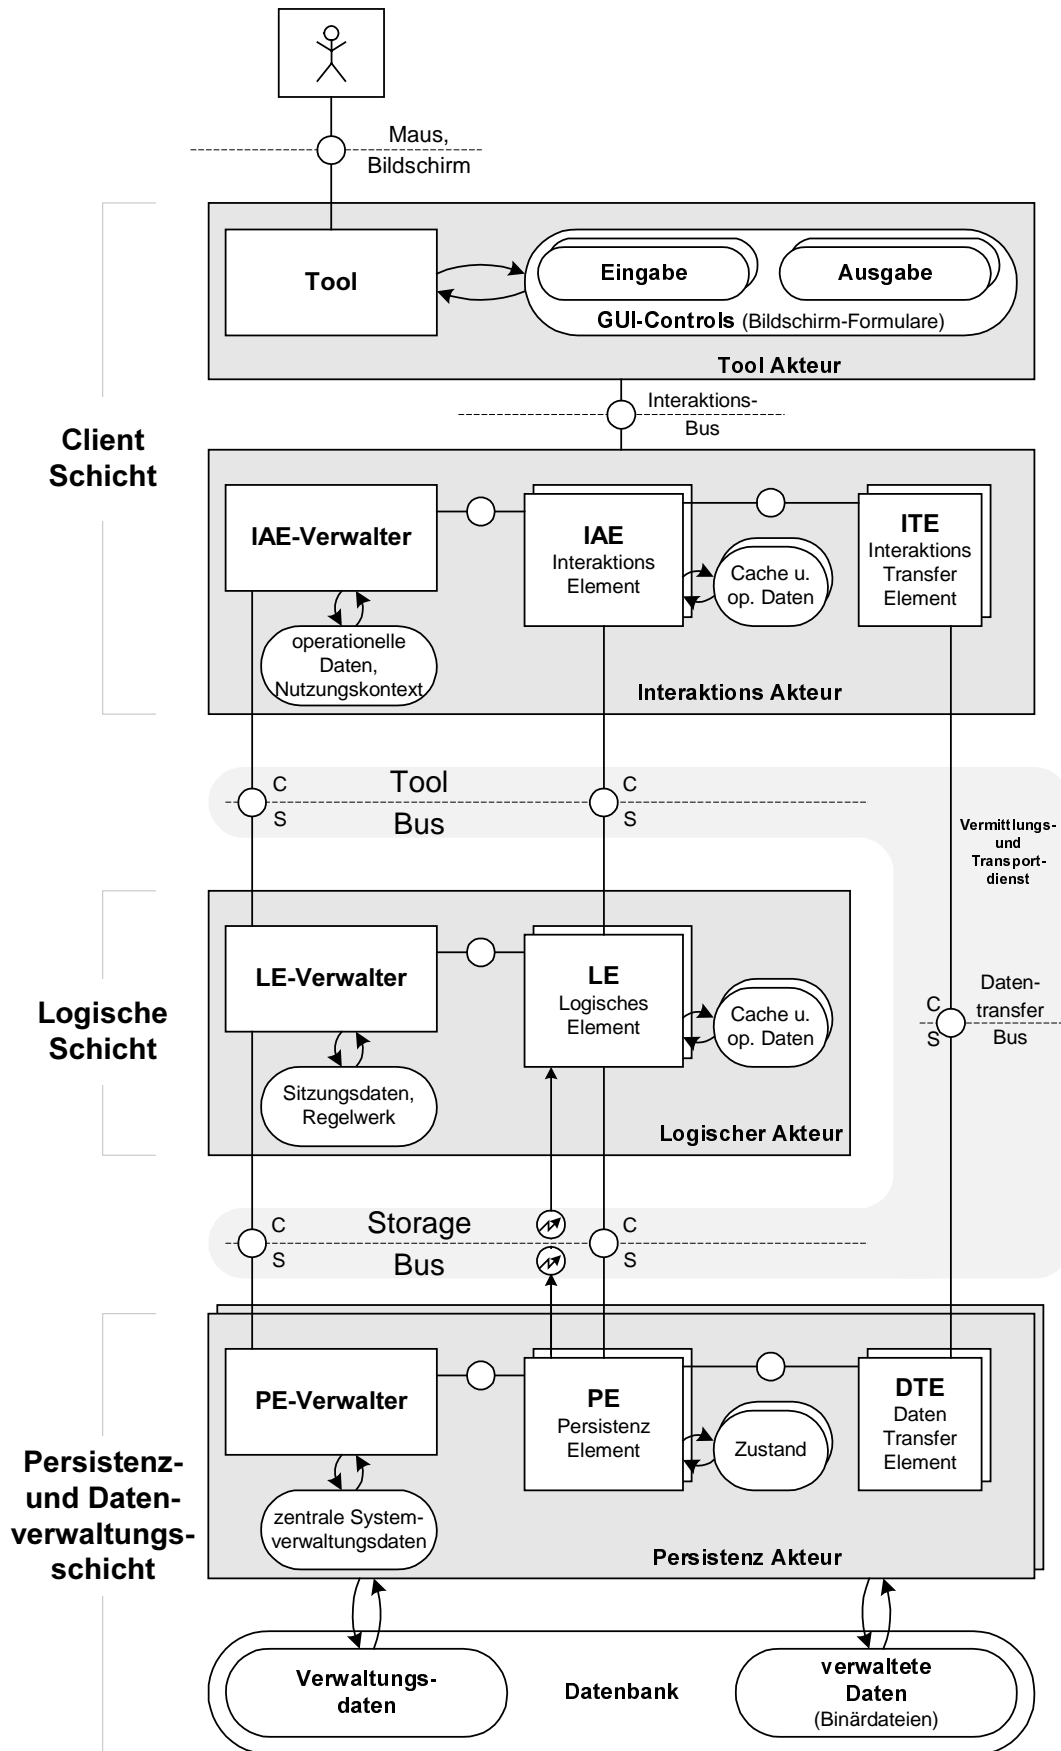 Maus,
Bildschirm
Tool
Eingabe
Ausgabe
GUI-Controls (Bildschirm-Formulare)
Tool Akteur
Client
Schicht
Interaktions-
Bus
IAE-Verwalter
IAE
Interaktions
Element
Cache u.
op. Daten
ITE
Interaktions
Transfer
Element
operationelle
Daten,
Nutzungskontext
Interaktions Akteur
C
Tool
C
S
Bus
S
Vermittlungs-
und
Transport-
dienst
LE-Verwalter
LE
Logisches
Element
Cache u.
op. Daten
Logische
Schicht
Sitzungsdaten,
Regelwerk
Logischer Akteur
C
S
Daten-
transfer
Bus
C
Storage
C
S
Bus
S
PE-Verwalter
PE
Persistenz
Element
Zustand
DTE
Daten
Transfer
Element
Persistenz-
und Daten-
verwaltungs-
schicht
zentrale System-
verwaltungsdaten
Persistenz Akteur
Verwaltungs-
daten
Datenbank
verwaltete
Daten
(Binärdateien)